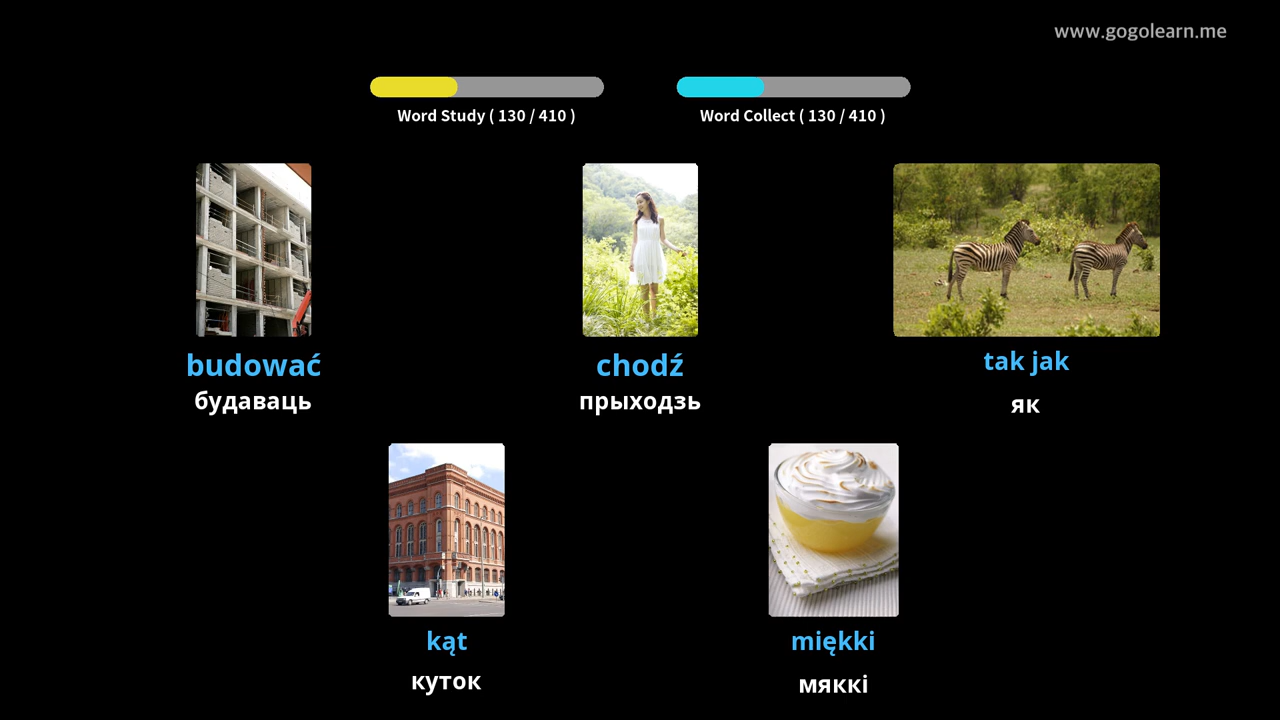 www.gogolearn.me
Word Study ( 130 / 410 )
Word Collect ( 130 / 410 )
budować
будаваць
chodź
прыходзь
tak jak
як
kąt
куток
miękki
мяккі